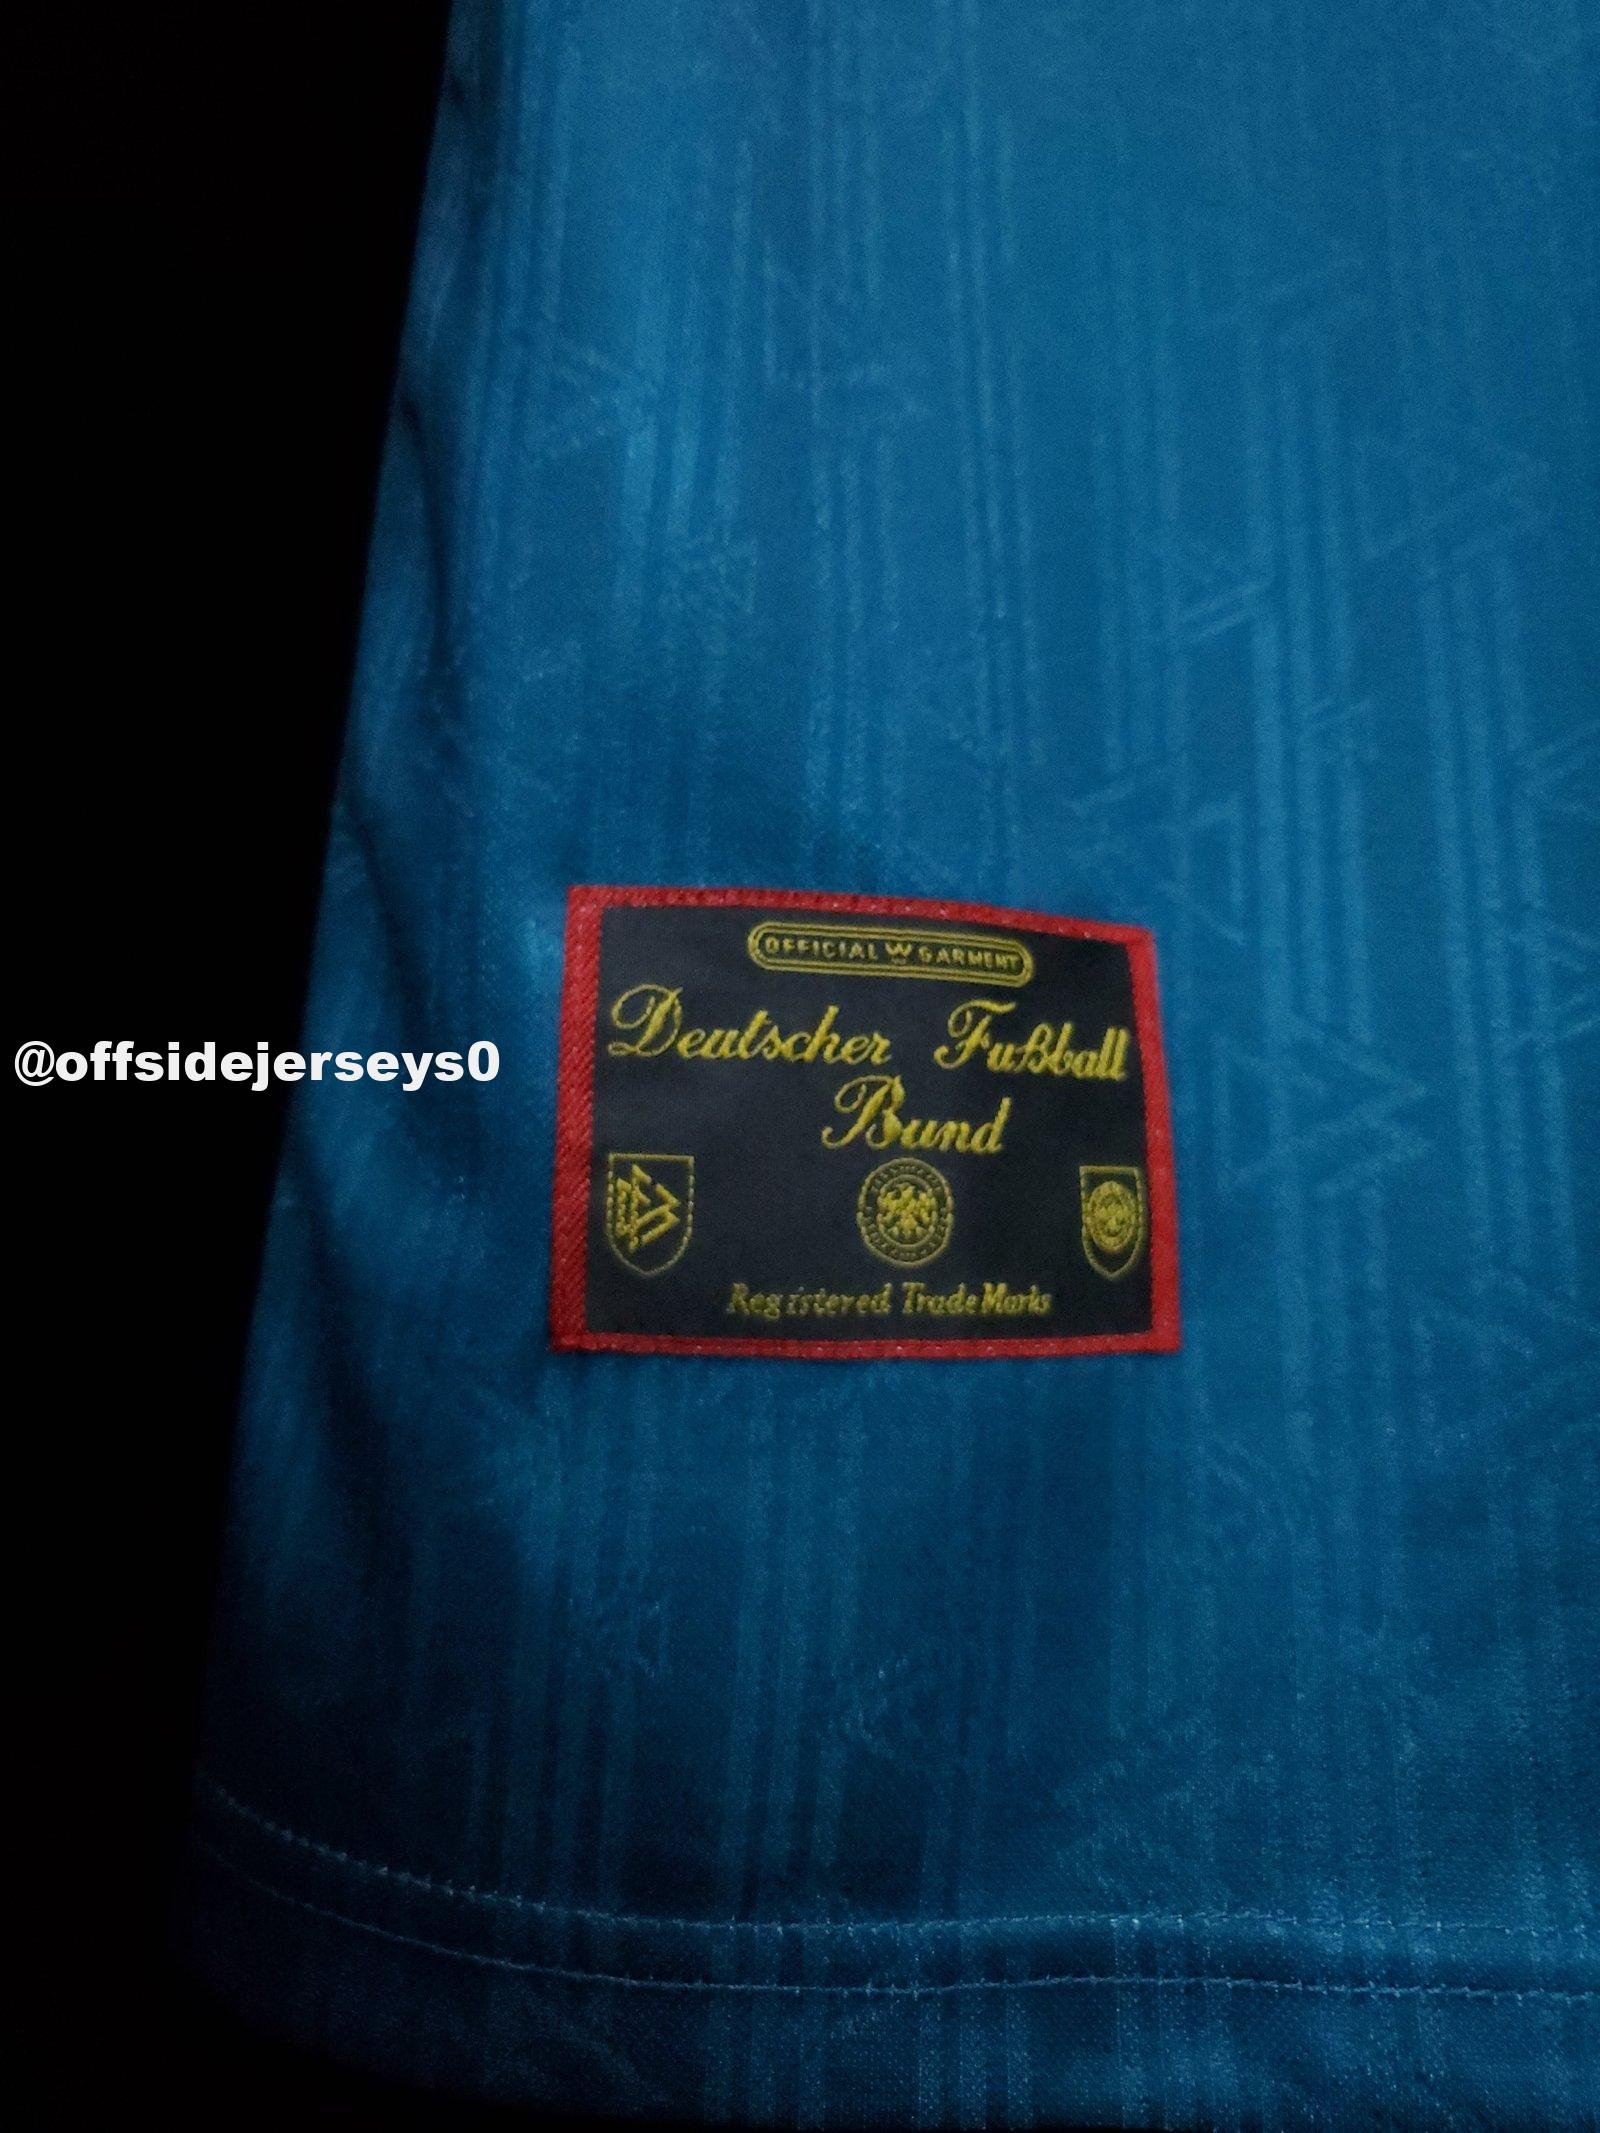 OFFICIAL W GARMENT
Deutscher Fußball
Bund
@offsidejerseys0
Registered Trade Marks